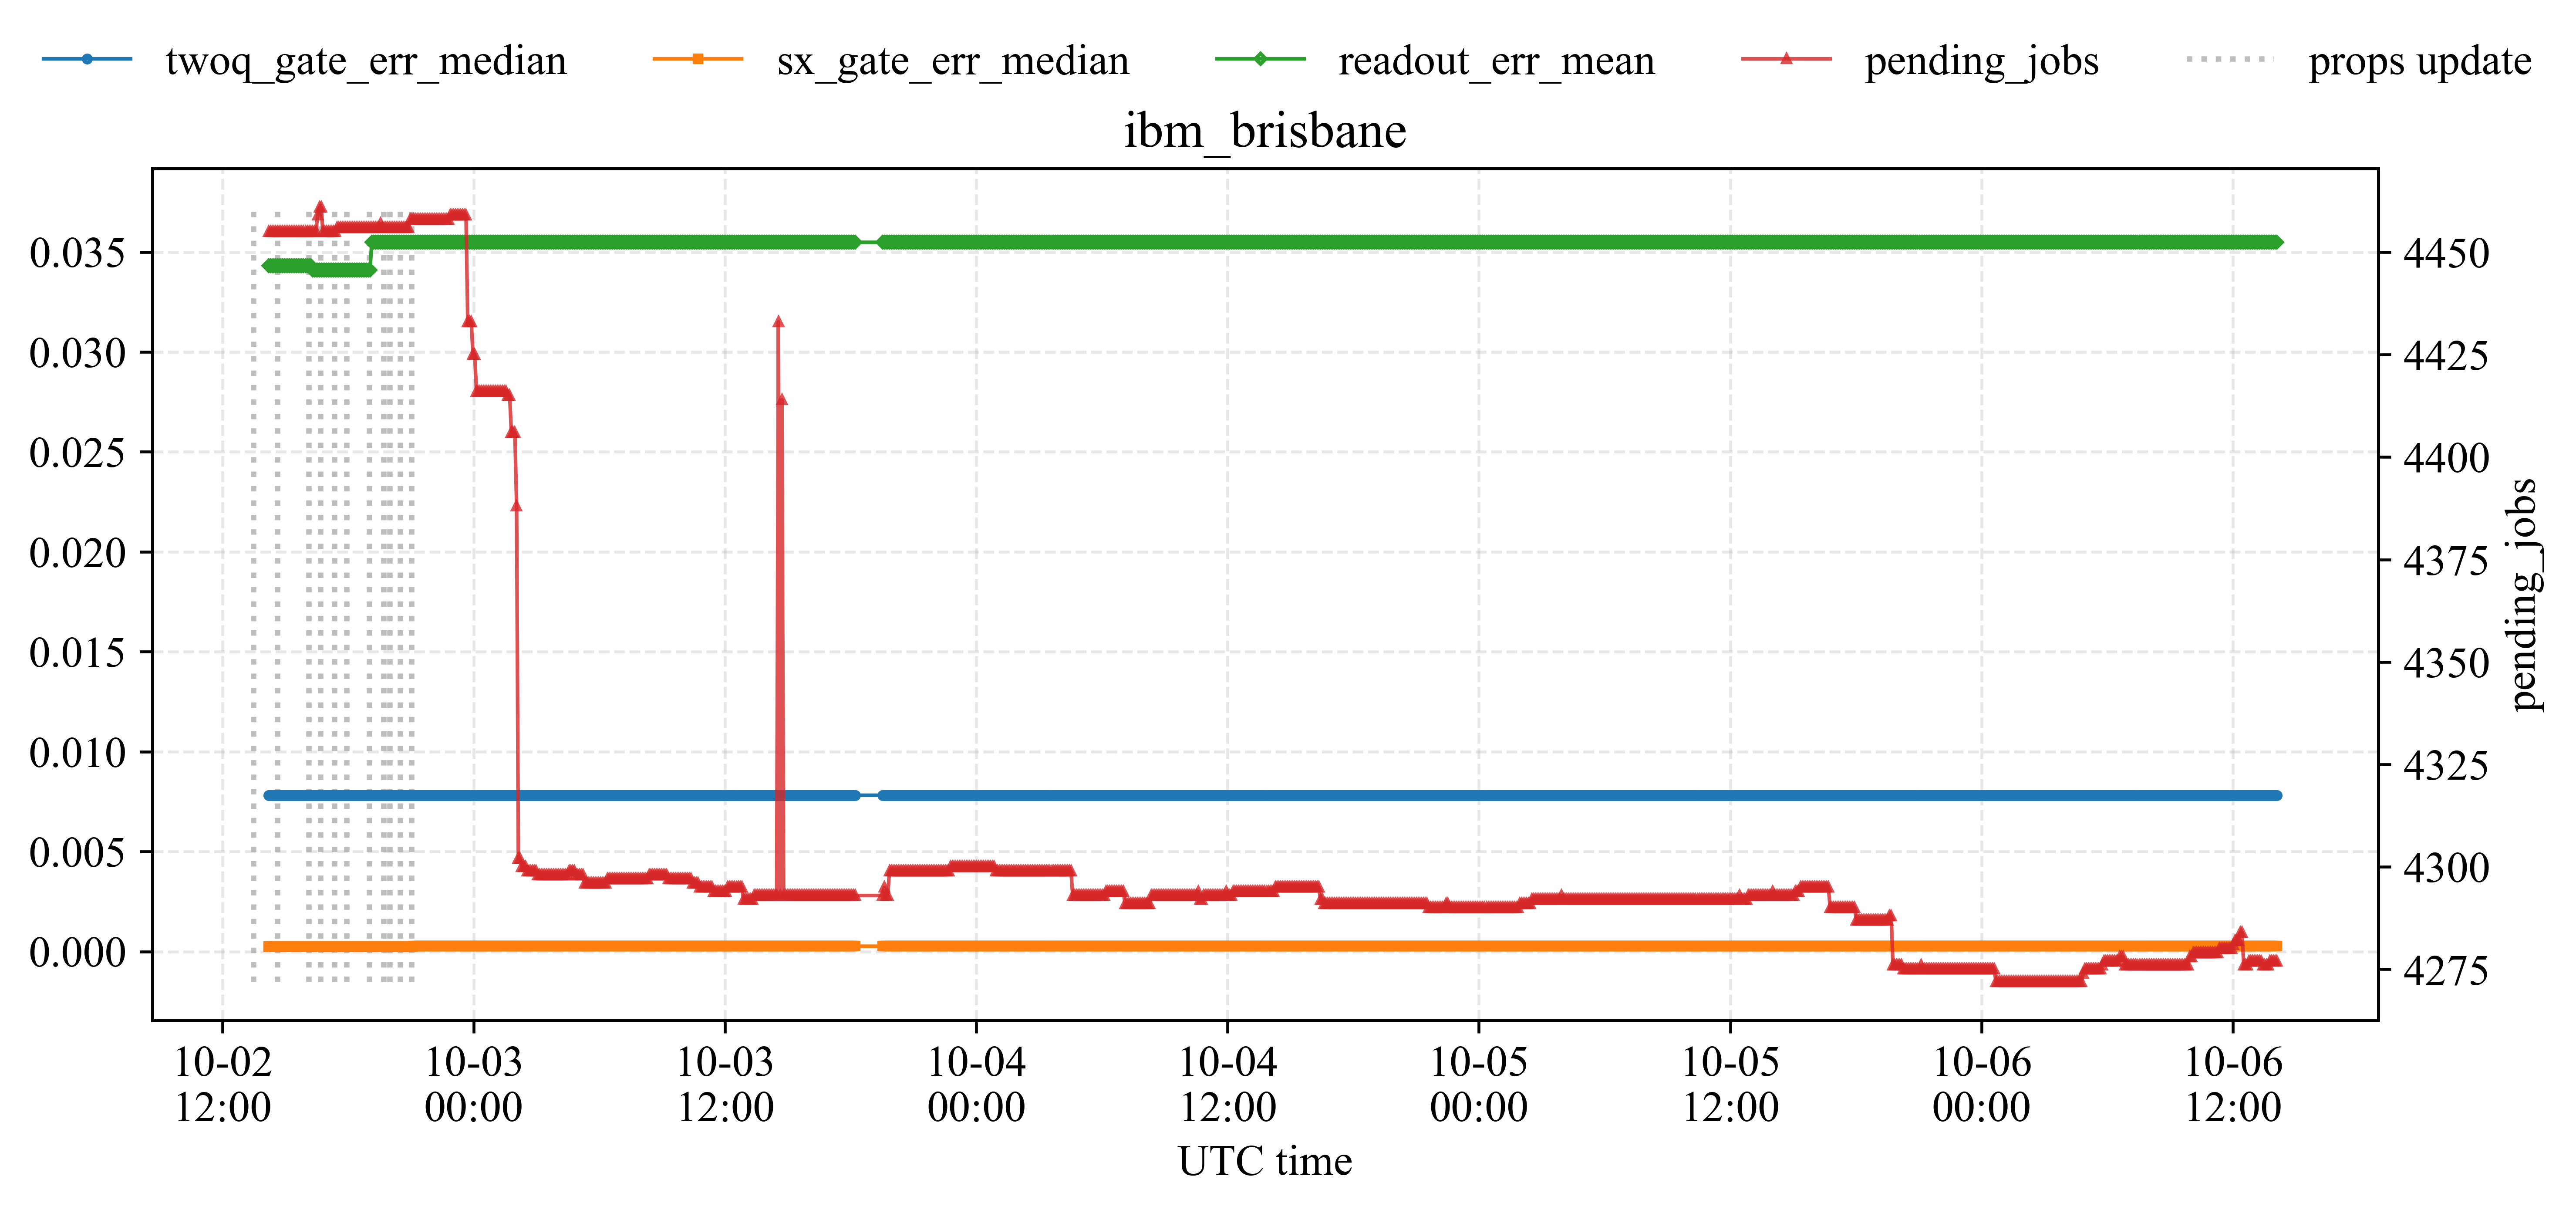 twoq_gate_err_median sx_gate_err_median readout_err_mean pending_jobs props update
ibm_brisbane
0.035
0.030
0.025
0.020
0.015
0.010
0.005
0.000
4450
4425
4400
4375
4350
4325
4300
4275
pending_jobs
10-02 10-03 10-03 10-04 10-04 10-05 10-05 10-06 10-06
12:00 00:00 12:00 00:00 12:00 00:00 12:00 00:00 12:00
UTC time